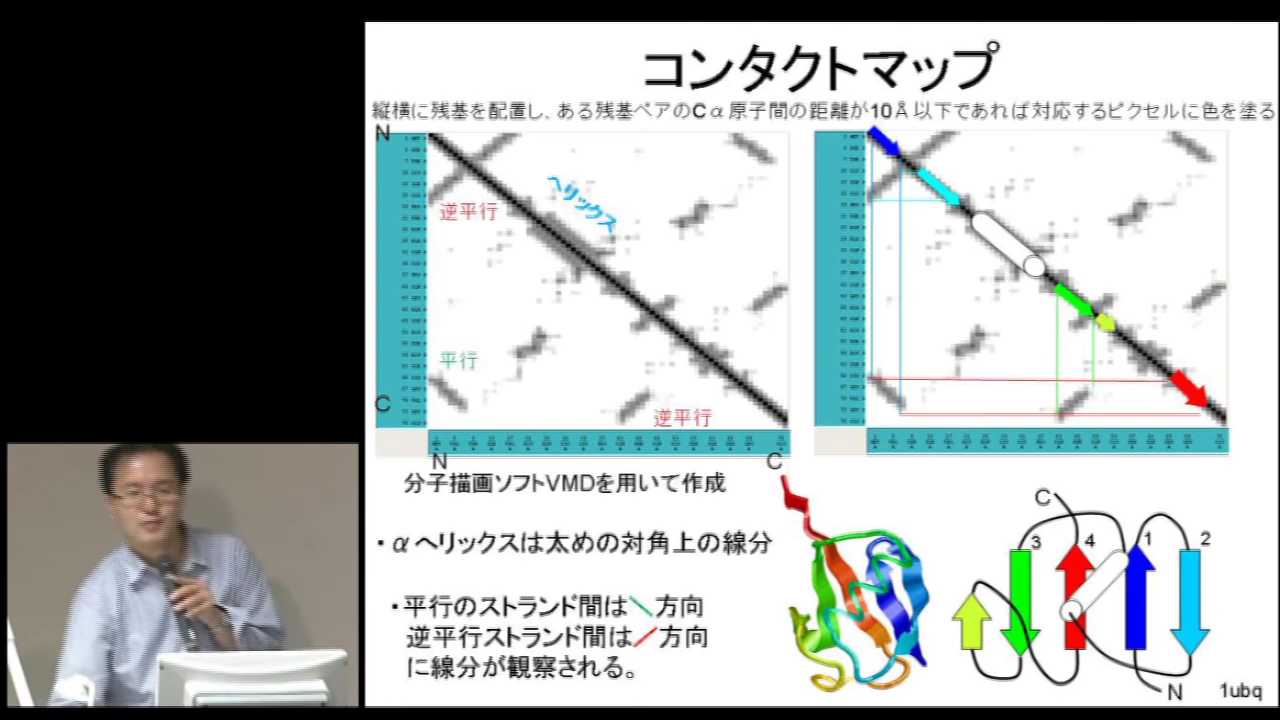 コンタクトマップ
縦横に残基を配置し、ある残基ペアのCα原子間の距離が10Å以下であれば対応するピクセルに色を塗る
N
ヘリックス
逆平行
平行
C
逆平行
N
C
分子描画ソフトVMDを用いて作成
・αヘリックスは太めの対角上の線分
・平行のストランド間は\方向
逆平行ストランド間は/方向
に線分が観察される。
C
3
4
1
2
N
1ubq